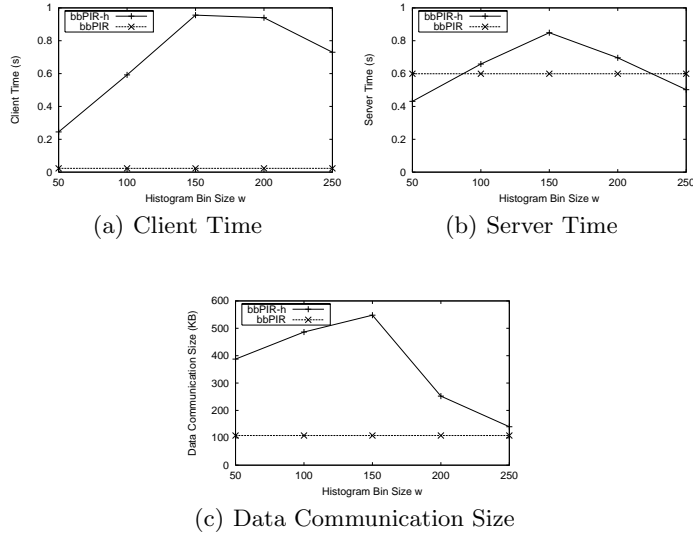 bbPIR-h
bbPIR
Client Time (s)
1
0.8
0.6
0.4
0.2
0
50 100 150 200 250
Histogram Bin Size w
(a) Client Time
bbPIR-h
bbPIR
Server Time (s)
1
0.8
0.6
0.4
0.2
0
50 100 150 200 250
Histogram Bin Size w
(b) Server Time
bbPIR-h
bbPIR
Data Communication Size (KB)
600
500
400
300
200
100
0
50 100 150 200 250
Histogram Bin Size w
(c) Data Communication Size